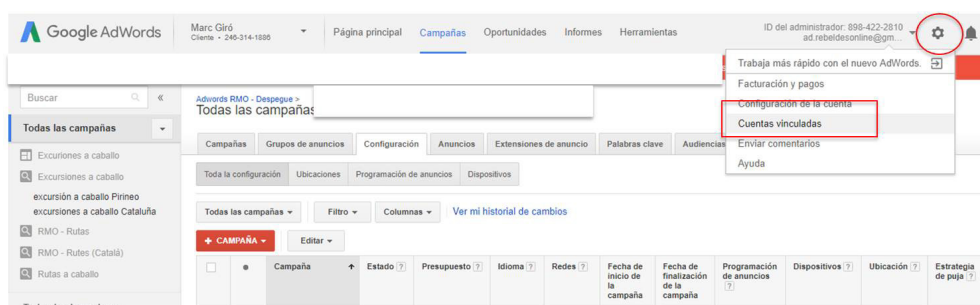 Google AdWords
Marc Giró
Cliente • 246-314-1886
Página principal Campañas Oportunidades Informes Herramientas
ID del administrador: 898-422-2810
ad.rebeldesonline@gm...
Trabaja más rápido con el nuevo AdWords.
Facturación y pagos
Configuración de la cuenta
Cuentas vinculadas
Enviar comentarios
Ayuda
Buscar
Todas las campañas
Excuriones a caballo
Excursiones a caballo
excursión a caballo Pirineo
excursiones a caballo Cataluña
RMO - Rutas
RMO - Rutes (Català)
Rutas a caballo
Adwords RMO - Despegue >
Todas las campañas
Campañas Grupos de anuncios Configuración Anuncios Extensiones de anuncio Palabras clave Audiencias
Toda la configuración Ubicaciones Programación de anuncios Dispositivos
Todas las campañas Filtro Columnas Ver mi historial de cambios
+ CAMPAÑA Editar
Campaña
Estado ?
Presupuesto ?
Idioma ?
Redes ?
Fecha de
inicio de
la
campaña
Fecha de
finalización
de la
campaña
Programación
de anuncios
?
Dispositivos ?
Ubicación ?
Estrategia
de puja ?